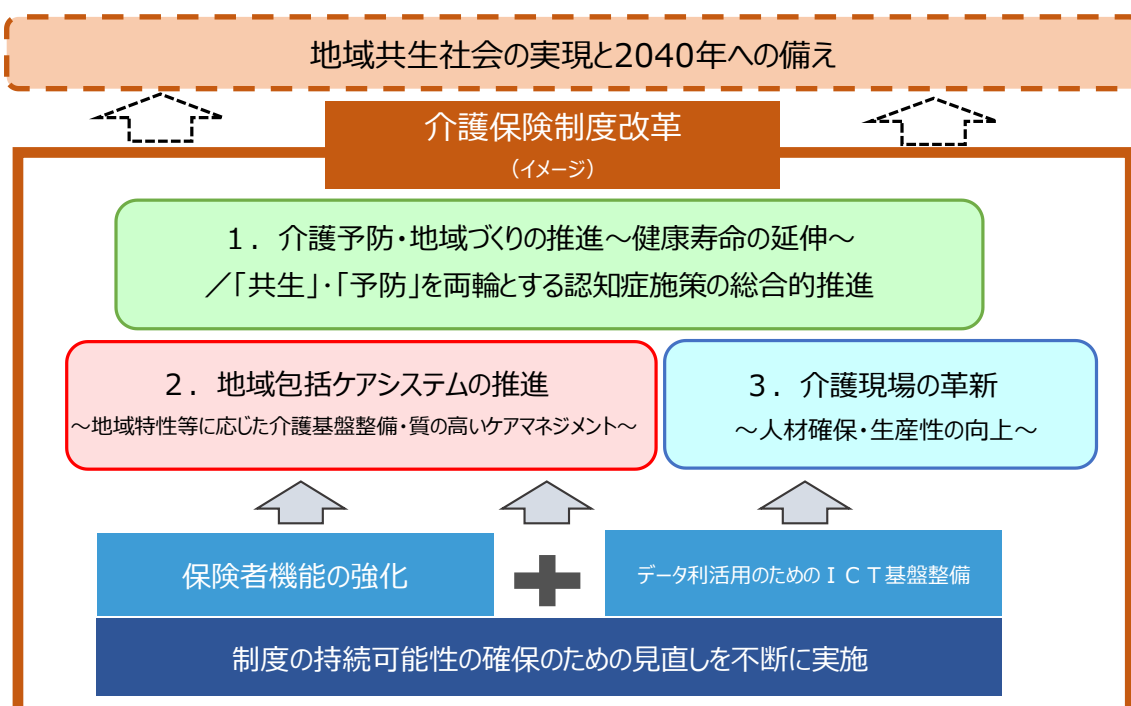 地域共生社会の実現と2040年への備え
介護保険制度改革
（イメージ）
１．介護予防・地域づくりの推進～健康寿命の延伸～
／「共生」・「予防」を両輪とする認知症施策の総合的推進
２．地域包括ケアシステムの推進
～地域特性等に応じた介護基盤整備・質の高いケアマネジメント～
３．介護現場の革新
～人材確保・生産性の向上～
保険者機能の強化
データ利活用のためのＩＣＴ基盤整備
制度の持続可能性の確保のための見直しを不断に実施